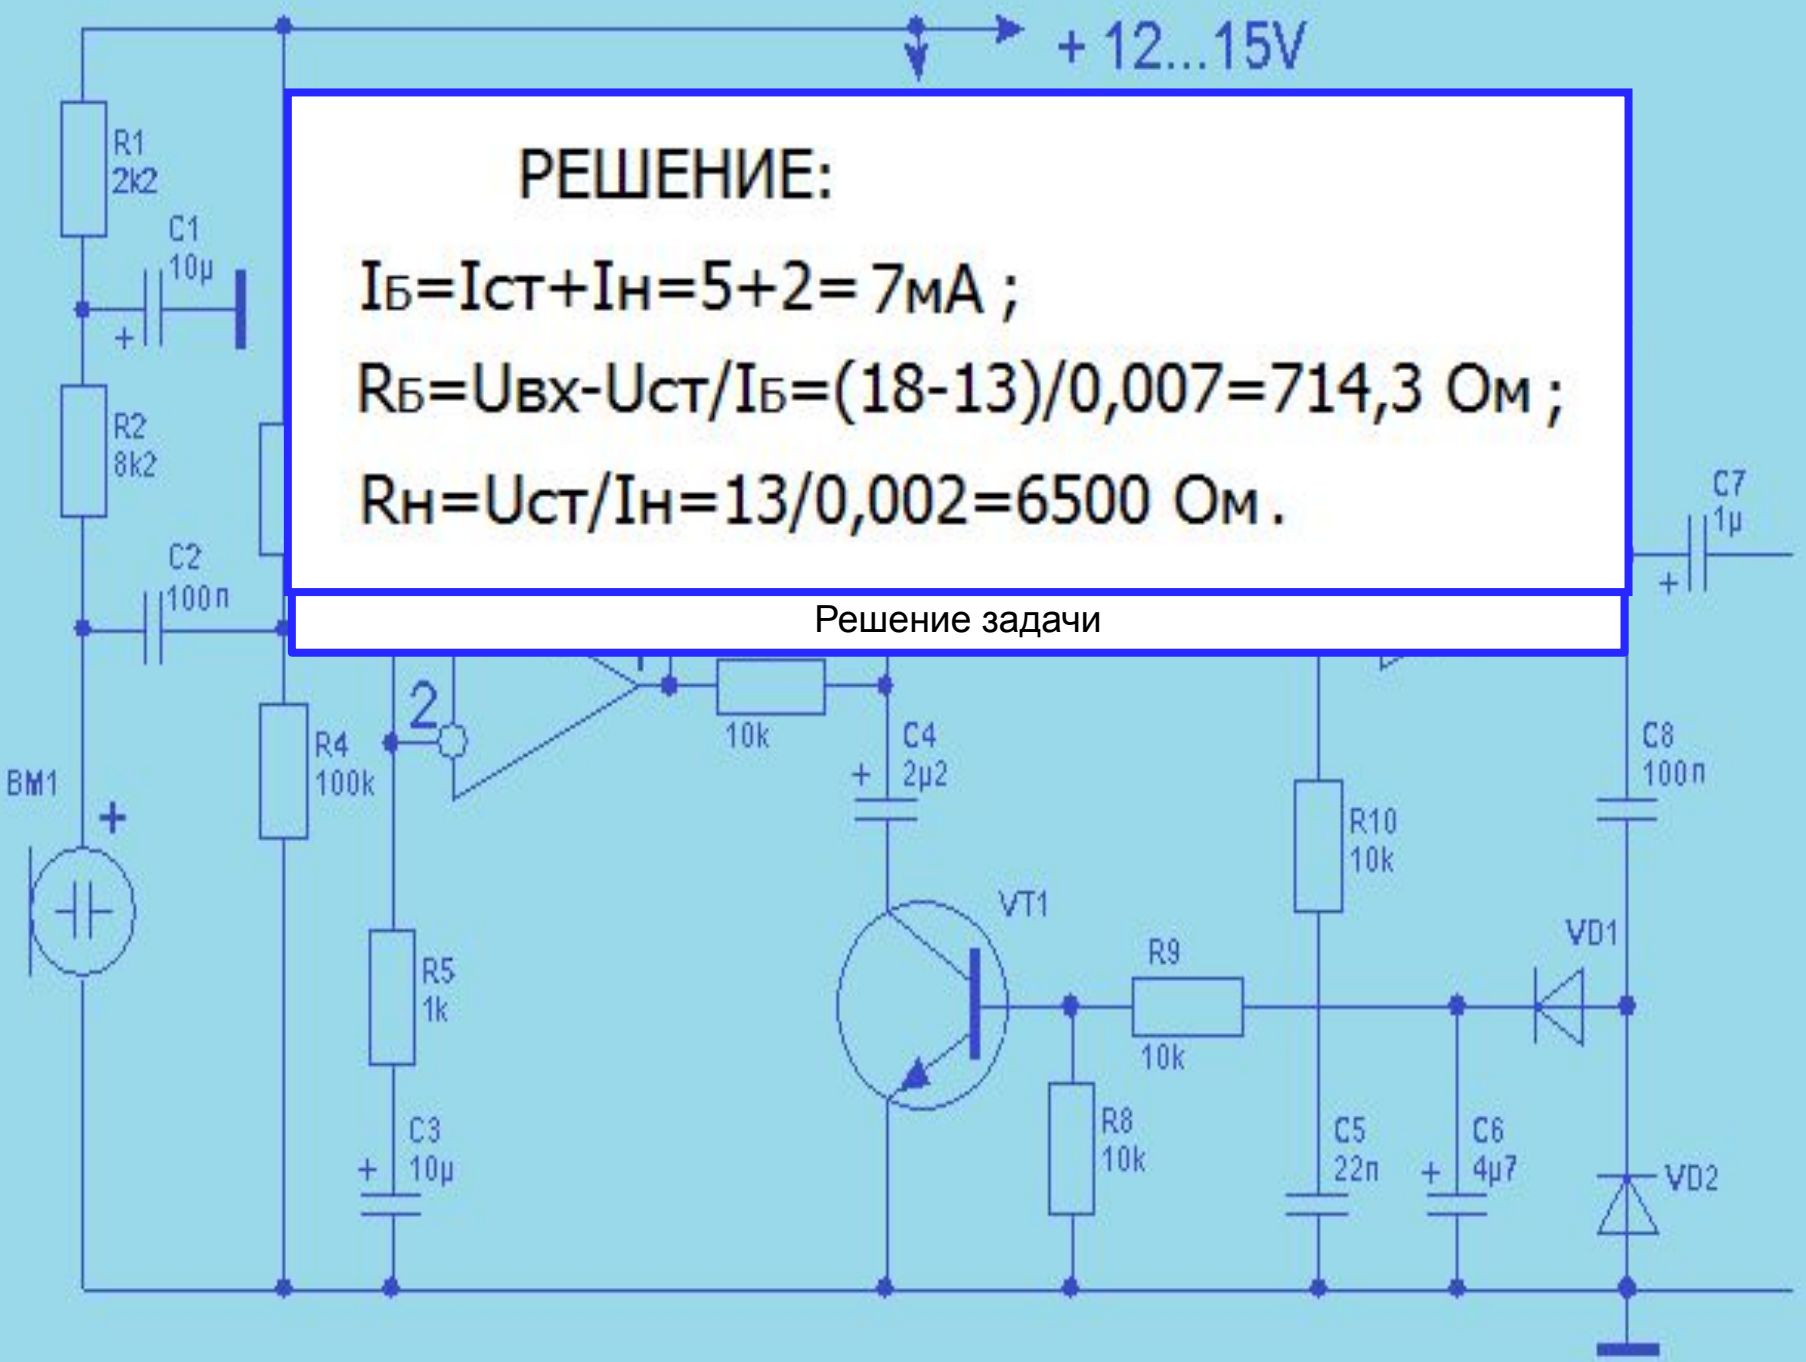 + 12...15V
РЕШЕНИЕ:
IБ=Iст+Iн=5+2=7мА ;
RБ=Uвх-Uст/IБ=(18-13)/0,007=714,3 Ом ;
Rн=Uст/Iн=13/0,002=6500 Ом .
Решение задачи
R1
2k2
C1
10µ
+
R2
8k2
C2
100п
C7
1µ
+
2
10k
R4
100k
BM1
+
C4
2µ2
+
C8
100п
R10
10k
VT1
R9
10k
VD1
R5
1k
C3
10µ
+
R8
10k
C5
22п
C6
4µ7
+
VD2